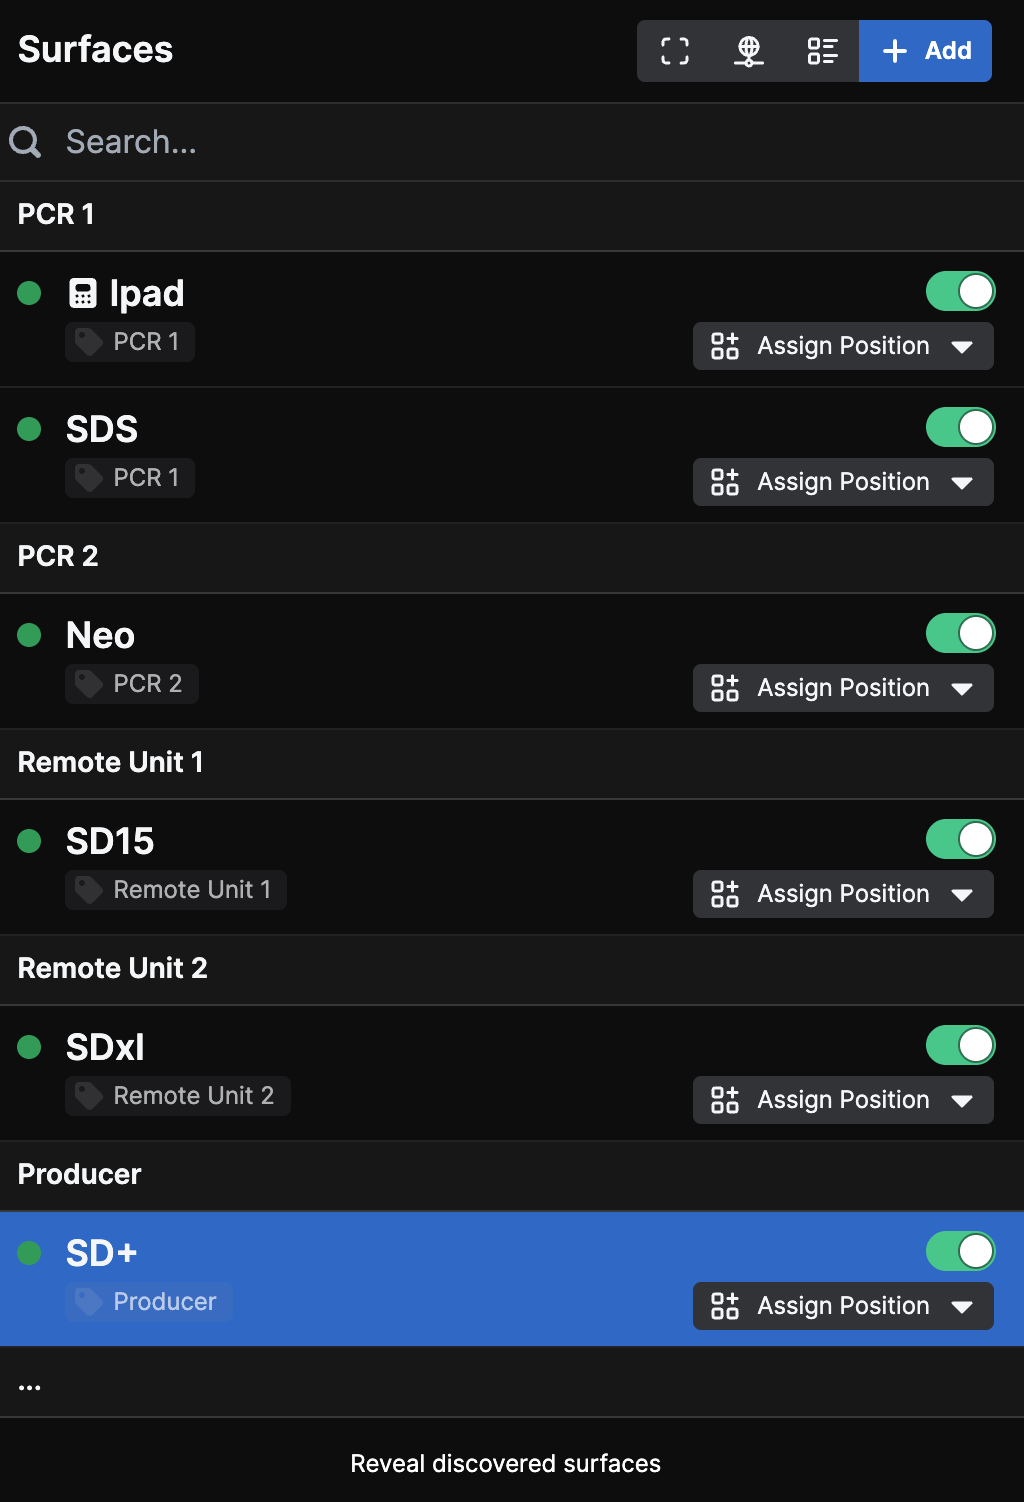 Surfaces
Add
Search...
PCR 1
Ipad
PCR 1
Assign Position
SDS
PCR 1
Assign Position
PCR 2
Neo
PCR 2
Assign Position
Remote Unit 1
SD15
Remote Unit 1
Assign Position
Remote Unit 2
SDxl
Remote Unit 2
Assign Position
Producer
SD+
Producer
Assign Position
...
Reveal discovered surfaces